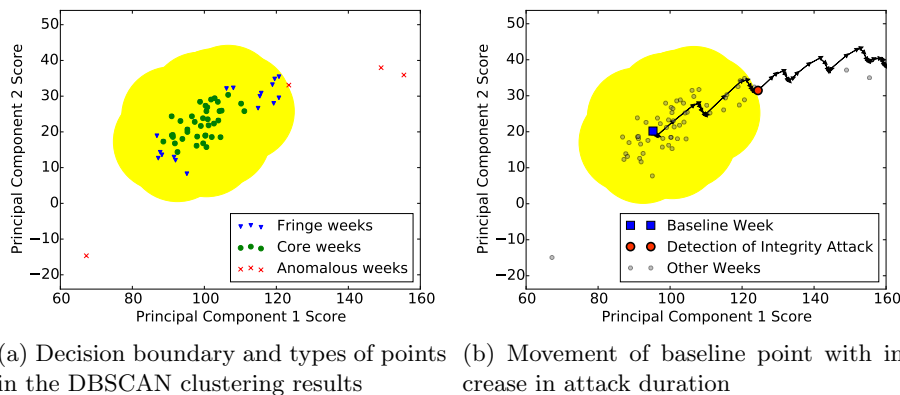 50
40
30
20
10
0
−10
−20
Principal Component 2 Score
60 80 100 120 140 160
Principal Component 1 Score
Fringe weeks
Core weeks
Anomalous weeks
50
40
30
20
10
0
−10
−20
Principal Component 2 Score
60 80 100 120 140 160
Principal Component 1 Score
Baseline Week
Detection of Integrity Attack
Other Weeks
(a) Decision boundary and types of points
in the DBSCAN clustering results
(b) Movement of baseline point with in
crease in attack duration